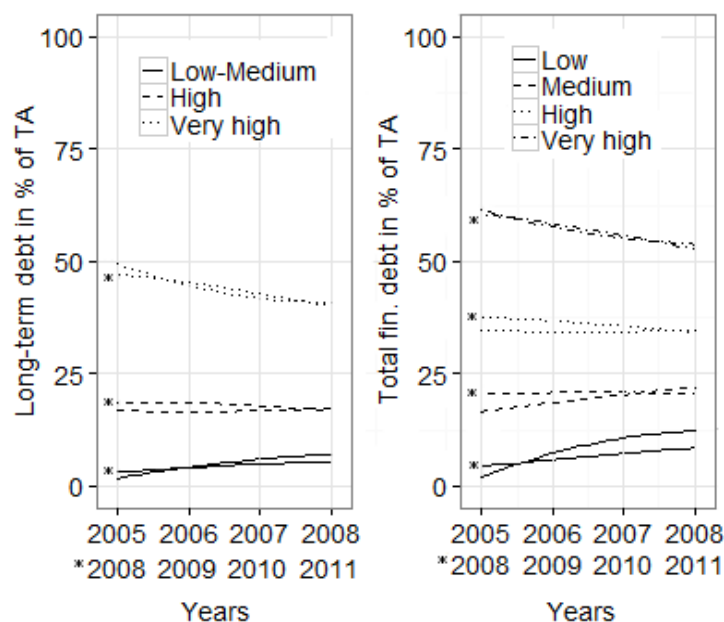 Long-term debt in % of TA
100
75
50
25
0
Low-Medium
High
Very high
*
*
*
2005 2006 2007 2008
*2008 2009 2010 2011
Years
Total fin. debt in % of TA
100
75
50
25
0
Low
Medium
High
Very high
*
*
*
*
2005 2006 2007 2008
*2008 2009 2010 2011
Years